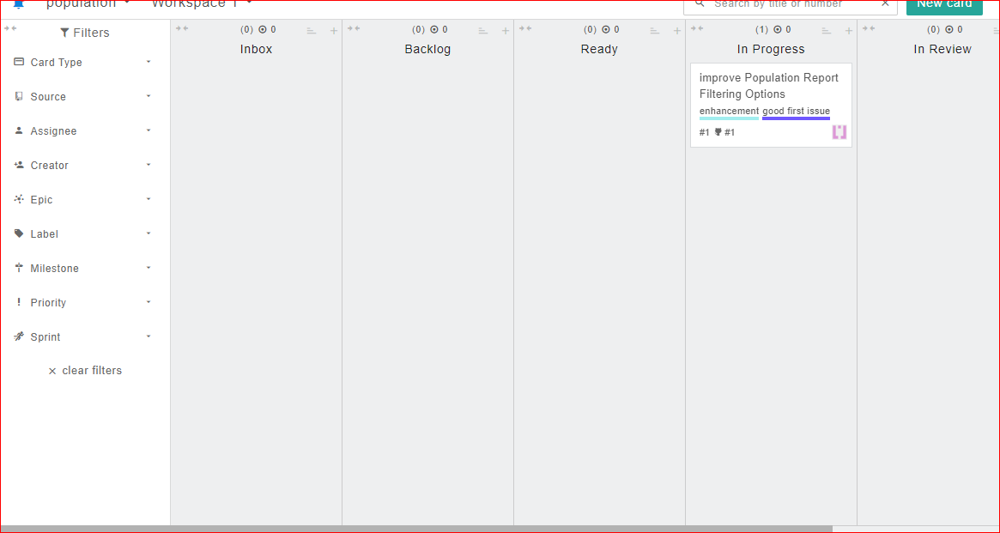 population Workspace 1
Search by title or number
New card
Filters
Card Type
Source
Assignee
Creator
Epic
Label
Milestone
Priority
Sprint
clear filters
(0) 0
Inbox
(0) 0
Backlog
(0) 0
Ready
(1) 0
In Progress
improve Population Report
Filtering Options
enhancement good first issue
#1 #1
(0) 0
In Review